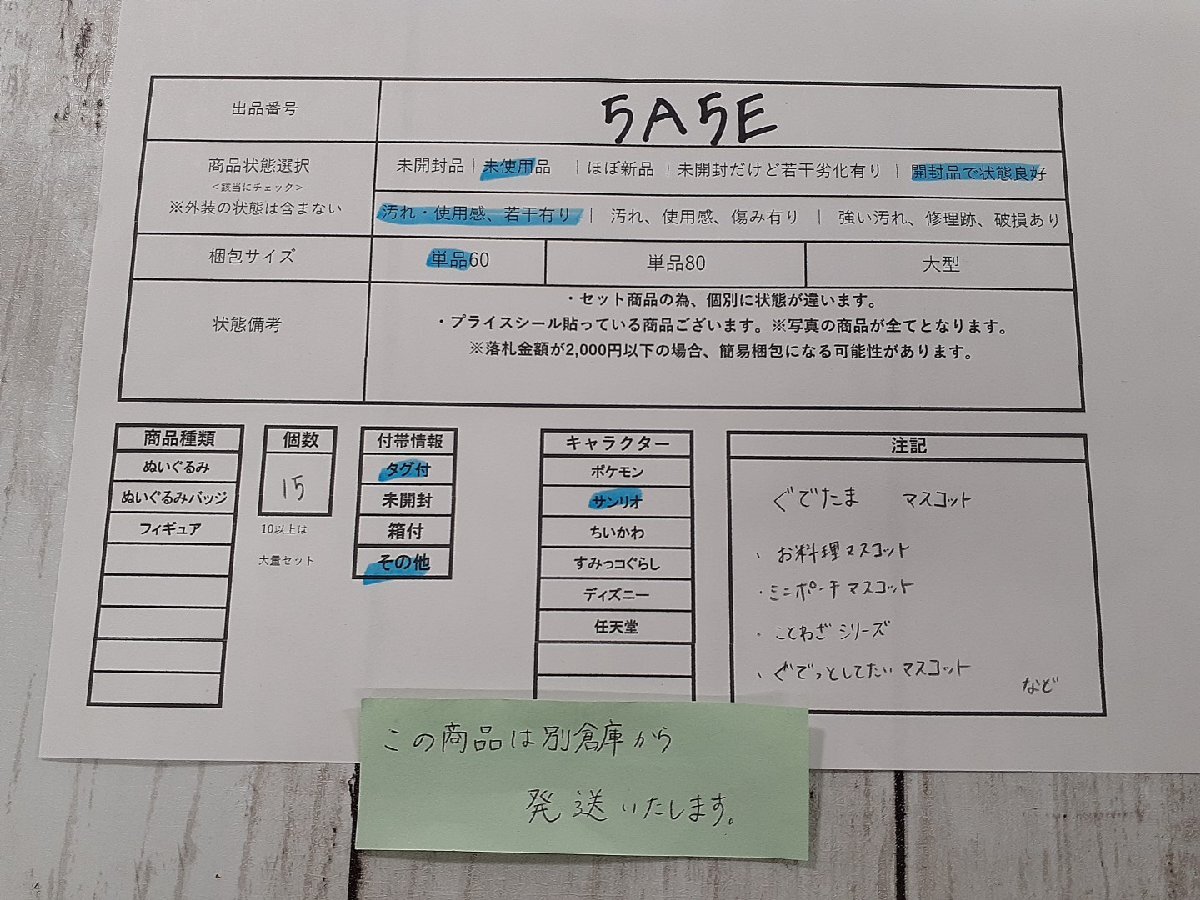 出品番号 5A5E
商品状態選択 未開封品 | 未使用品 | ほぼ新品 | 未開封だけど若干劣化有り | 開封品で状態良好
<該当にチェック>
※外装の状態は含まない 汚れ・使用感、若干有り | 汚れ、使用感、傷み有り | 強い汚れ、修理跡、破損あり
梱包サイズ 単品60 単品80 大型
状態備考
・セット商品の為、個別に状態が違います。
・プライスシール貼っている商品ございます。※写真の商品が全てとなります。
※落札金額が2,000円以下の場合、簡易梱包になる可能性があります。
商品種類
ぬいぐるみ
ぬいぐるみバッジ
フィギュア
個数
15
10以上は
大量セット
付帯情報
タグ付
未開封
箱付
その他
キャラクター
ポケモン
サンリオ
ちいかわ
すみっコぐらし
ディズニー
任天堂
注記
ぐでたま マスコット
・お料理マスコット
・ミニポーチマスコット
・ことわざシリーズ
・ぐでっとしてたいマスコット
など
この商品は別倉庫から
発送いたします。